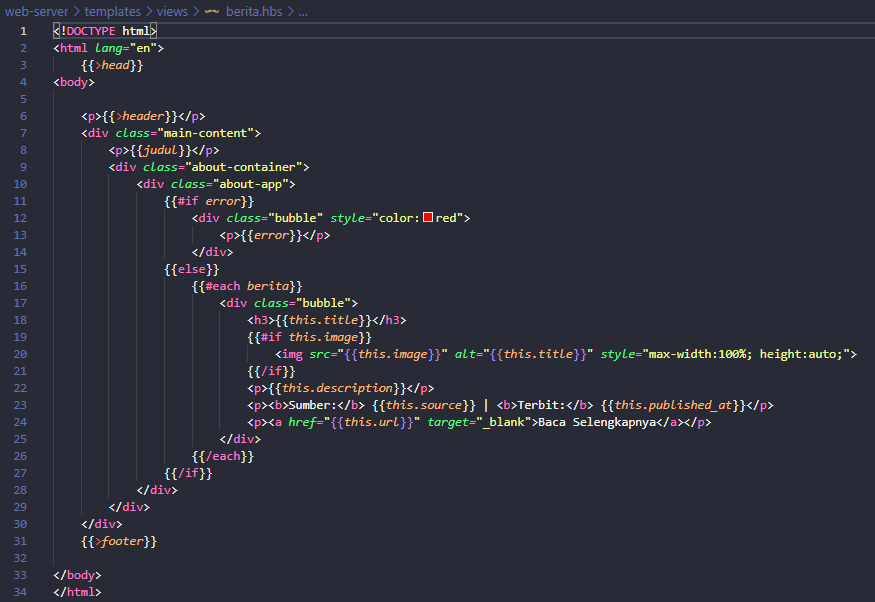 web-server > templates > views > berita.hbs > ...
1 <!DOCTYPE html>
2 <html lang="en">
3     {{>head}}
4 <body>
5
6     <p>{{>header}}</p>
7     <div class="main-content">
8         <p>{{judul}}</p>
9         <div class="about-container">
10             <div class="about-app">
11                 {{#if error}}
12                     <div class="bubble" style="color:red">
13                         <p>{{error}}</p>
14                     </div>
15                 {{else}}
16                     {{#each berita}}
17                         <div class="bubble">
18                             <h3>{{this.title}}</h3>
19                             {{#if this.image}}
20                                 <img src="{{this.image}}" alt="{{this.title}}" style="max-width:100%; height:auto;">
21                             {{/if}}
22                             <p>{{this.description}}</p>
23                             <p><b>Sumber:</b> {{this.source}} | <b>Terbit:</b> {{this.published_at}}</p>
24                             <p><a href="{{this.url}}" target="_blank">Baca Selengkapnya</a></p>
25                         </div>
26                     {{/each}}
27                 {{/if}}
28             </div>
29         </div>
30     </div>
31     {{>footer}}
32
33 </body>
34 </html>